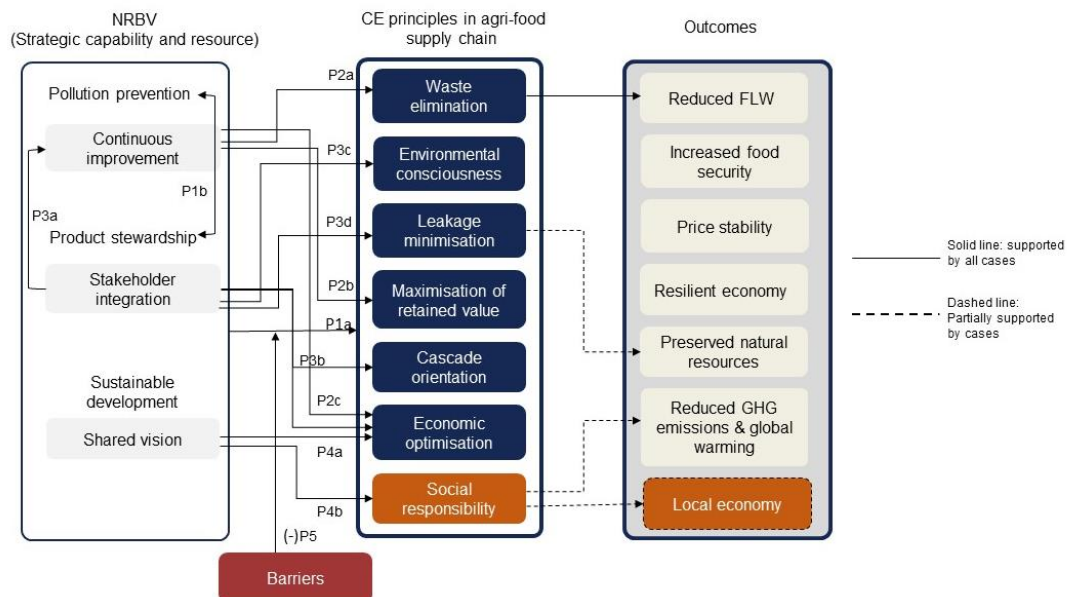 NRBV
(Strategic capability and resource)
CE principles in agri-food
supply chain
Outcomes
Pollution prevention
Continuous
improvement
P1b
P3a
Product stewardship
Stakeholder
integration
Sustainable
development
Shared vision
P2a
P3c
P3d
P2b
P1a
P3b
P2c
P4a
P4b
(-)P5
Barriers
Waste
elimination
Environmental
consciousness
Leakage
minimisation
Maximisation of
retained value
Cascade
orientation
Economic
optimisation
Social
responsibility
Reduced FLW
Increased food
security
Price stability
Resilient economy
Preserved natural
resources
Reduced GHG
emissions & global
warming
Local economy
Solid line: supported
by all cases
Dashed line:
Partially supported
by cases